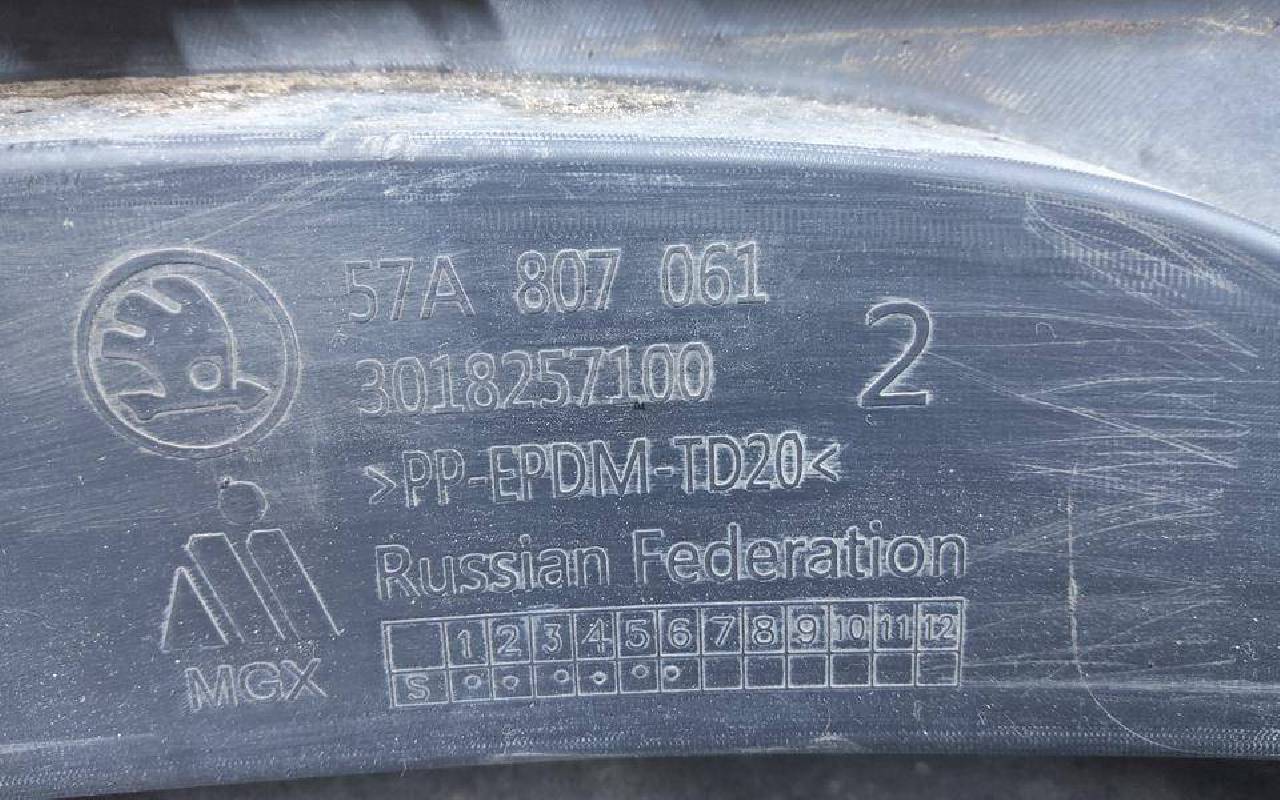 57A 807 061
3018257100
2
>PP-EPDM-TD20<
Russian Federation
MGX
1 2 3 4 5 6 7 8 9 10 11 12
S